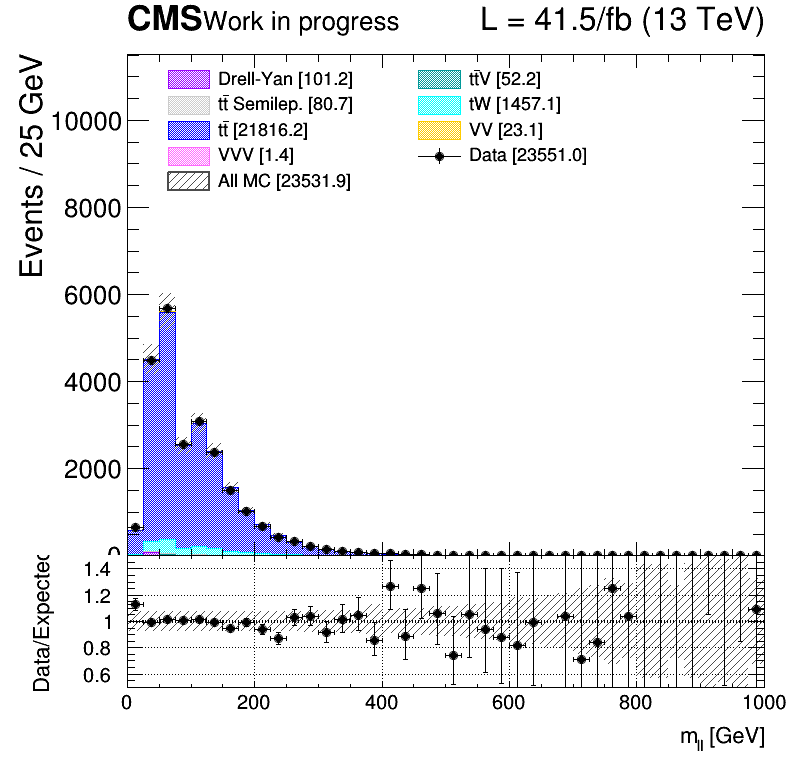 CMS Work in progress L = 41.5/fb (13 TeV)
Events / 25 GeV
10000
8000
6000
4000
2000
0
Drell-Yan [101.2]
tt̄ Semilep. [80.7]
tt̄ [21816.2]
VVV [1.4]
All MC [23531.9]
tt̄V [52.2]
tW [1457.1]
VV [23.1]
Data [23551.0]
Data/Expected
1.4
1.2
1
0.8
0.6
0 200 400 600 800 1000
m_ll [GeV]